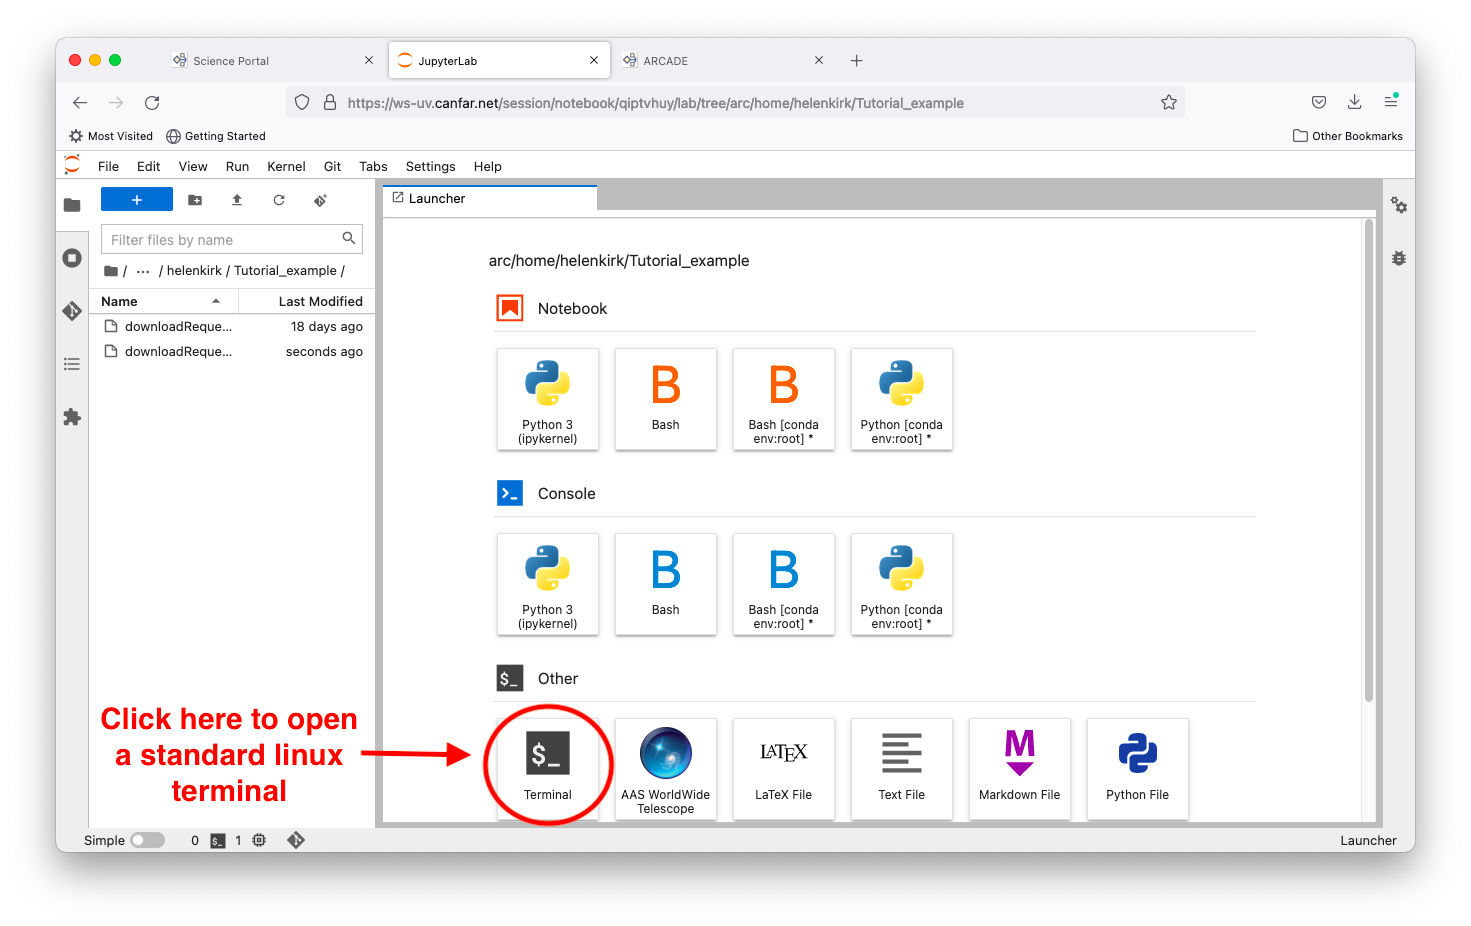 Science Portal
JupyterLab
ARCADE
https://ws-uv.canfar.net/session/notebook/qiptvhuy/lab/tree/arc/home/helenkirk/Tutorial_example
Most Visited
Getting Started
Other Bookmarks
File Edit View Run Kernel Git Tabs Settings Help
+
Launcher
Filter files by name
/ ··· / helenkirk / Tutorial_example /
Name Last Modified
downloadReque... 18 days ago
downloadReque... seconds ago
arc/home/helenkirk/Tutorial_example
Notebook
Python 3
(ipykernel)
B
Bash
B
Bash [conda
env:root] *
Python [conda
env:root] *
>_ Console
Python 3
(ipykernel)
B
Bash
B
Bash [conda
env:root] *
Python [conda
env:root] *
$_ Other
$_
Terminal
AAS WorldWide
Telescope
LATEX
LaTeX File
Text File
M
Markdown File
Python File
Click here to open
a standard linux
terminal
Simple 0 $_ 1
Launcher